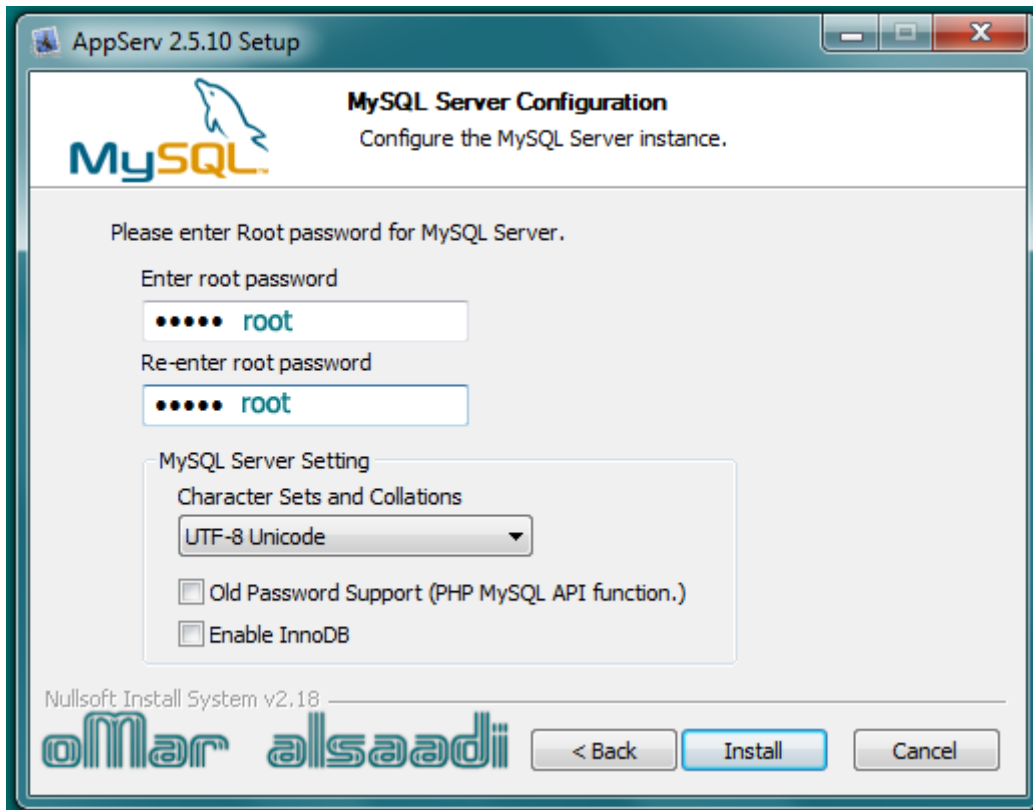 AppServ 2.5.10 Setup
MySQL™
MySQL Server Configuration
Configure the MySQL Server instance.
Please enter Root password for MySQL Server.
Enter root password
••••• root
Re-enter root password
••••• root
MySQL Server Setting
Character Sets and Collations
UTF-8 Unicode
Old Password Support (PHP MySQL API function.)
Enable InnoDB
Nullsoft Install System v2.18
oMar alsaadi
< Back Install Cancel